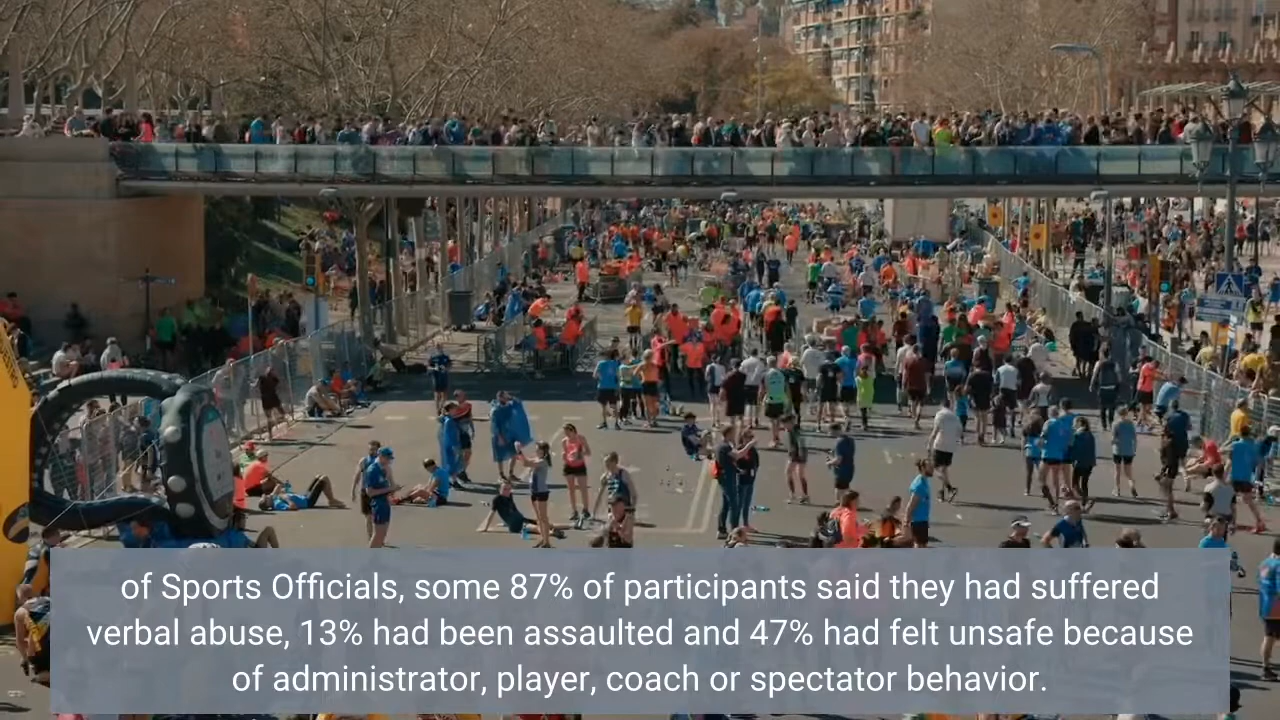 of Sports Officials, some 87% of participants said they had suffered
verbal abuse, 13% had been assaulted and 47% had felt unsafe because
of administrator, player, coach or spectator behavior.